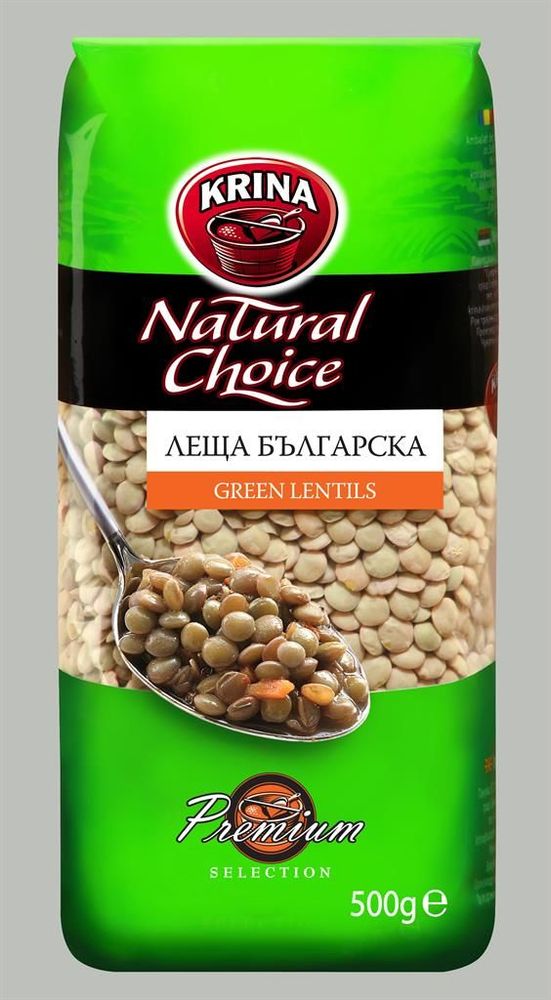 KRINA
Natural
Choice
ЛЕЩА БЪЛГАРСКА
GREEN LENTILS
Premium
SELECTION
500g e